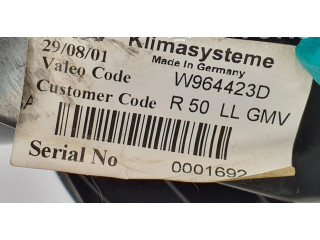 Klimasysteme
29/08/01
Made in Germany
Valeo Code W964423D
Customer Code R 50 LL GMV
Serial No 0001692